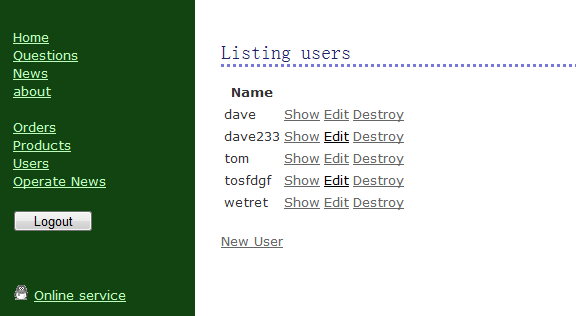 Home
Questions
News
about
Orders
Products
Users
Operate News
Logout
Online service
Listing users
Name
dave Show Edit Destroy
dave233 Show Edit Destroy
tom Show Edit Destroy
tosfdgf Show Edit Destroy
wetret Show Edit Destroy
New User